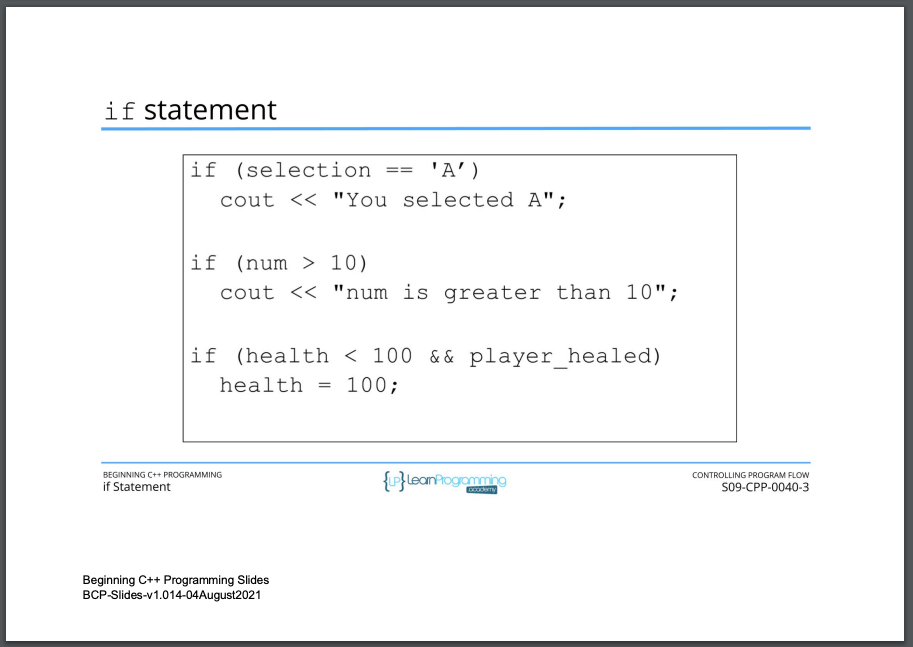 if statement
if (selection == 'A’)
  cout << "You selected A";
if (num > 10)
  cout << "num is greater than 10";
if (health < 100 && player_healed)
  health = 100;
BEGINNING C++ PROGRAMMING
if Statement
{LP} LearnProgramming
academy
CONTROLLING PROGRAM FLOW
S09-CPP-0040-3
Beginning C++ Programming Slides
BCP-Slides-v1.014-04August2021